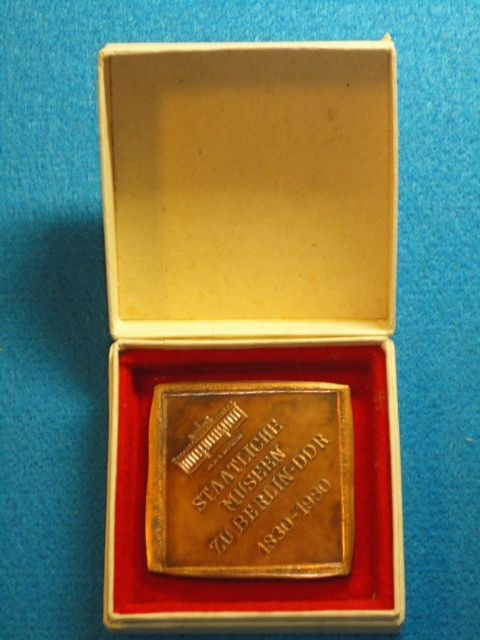 STAATLICHE
MUSEEN
ZU BERLIN-DDR
1830-1980